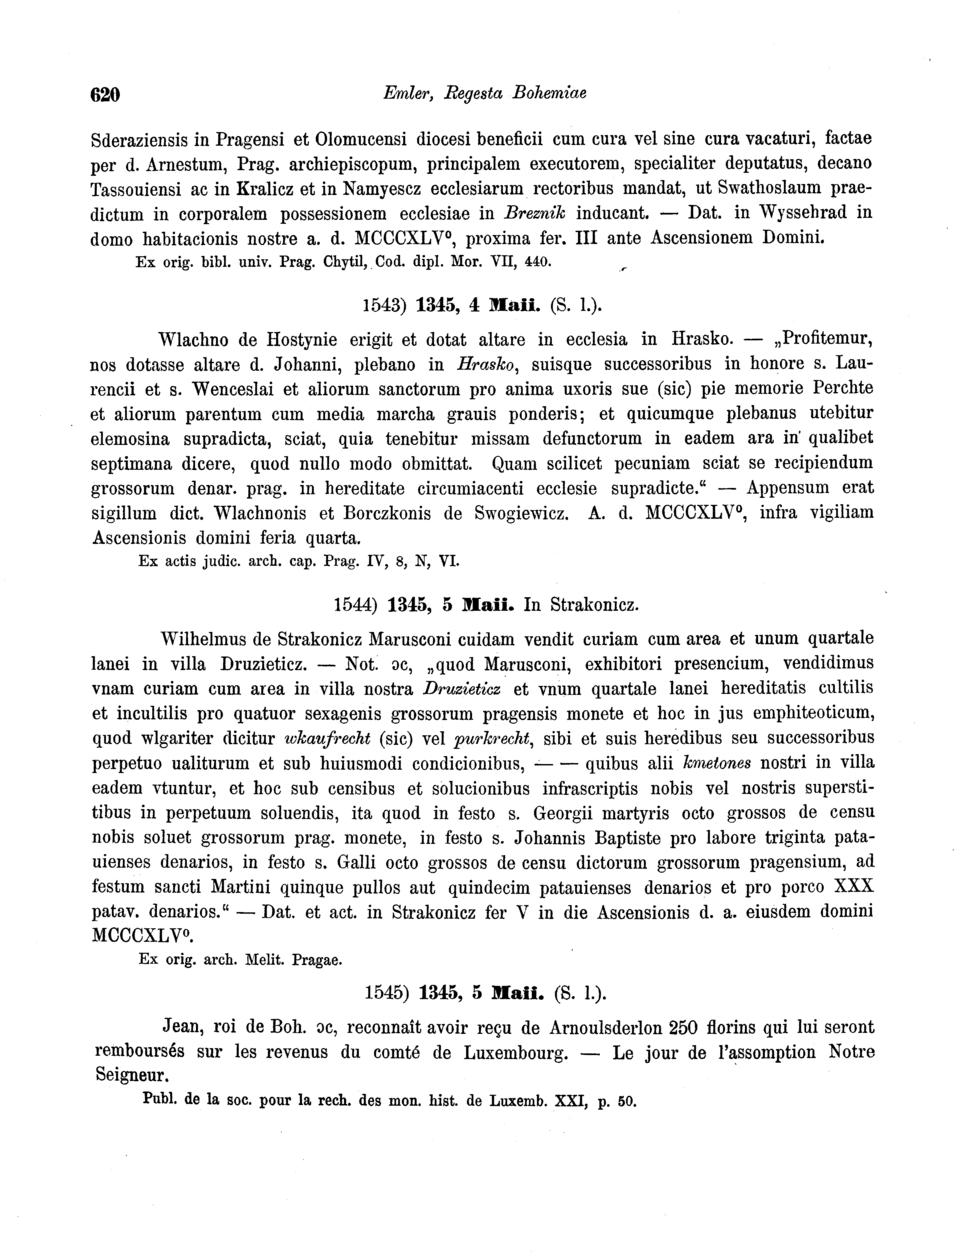 620
Emler, Regesta Bohemiae
Sderaziensis in Pragensi et Olomucensi diocesi beneficii cum cura vel sine cura vacaturi, factae
per d. Arnestum, Prag. archiepiscopum, principalem executorem, specialiter deputatus, decano
Tassouiensi ac in Kralicz et in Namyescz ecclesiarum rectoribus mandat, ut Swathoslaum prae-
dictum in corporalem possessionem ecclesiae in Breznik inducant. — Dat. in Wyssehrad in
domo habitacionis nostre a. d. MCCCXLV⁰, proxima fer. III ante Ascensionem Domini.
Ex orig. bibl. univ. Prag. Chytil, Cod. dipl. Mor. VII, 440.
1543) 1345, 4 Maii. (S. l.).
Wlachno de Hostynie erigit et dotat altare in ecclesia in Hrasko. — „Profitemur,
nos dotasse altare d. Johanni, plebano in Hrasko, suisque successoribus in honore s. Lau-
rencii et s. Wenceslai et aliorum sanctorum pro anima uxoris sue (sic) pie memorie Perchte
et aliorum parentum cum media marcha grauis ponderis; et quicumque plebanus utebitur
elemosina supradicta, sciat, quia tenebitur missam defunctorum in eadem ara in qualibet
septimana dicere, quod nullo modo obmittat. Quam scilicet pecuniam sciat se recipiendum
grossorum denar. prag. in hereditate circumiacenti ecclesie supradicte.“ — Appensum erat
sigillum dict. Wlachnonis et Borczkonis de Swogiewicz. A. d. MCCCXLV⁰, infra vigiliam
Ascensionis domini feria quarta.
Ex actis judic. arch. cap. Prag. IV, 8, N, VI.
1544) 1345, 5 Maii. In Strakonicz.
Wilhelmus de Strakonicz Marusconi cuidam vendit curiam cum area et unum quartale
lanei in villa Druzieticz. — Not. ɔc, „quod Marusconi, exhibitori presencium, vendidimus
vnam curiam cum area in villa nostra Druzieticz et vnum quartale lanei hereditatis cultilis
et incultilis pro quatuor sexagenis grossorum pragensis monete et hoc in jus emphiteoticum,
quod wlgariter dicitur wkaufrecht (sic) vel purkrecht, sibi et suis heredibus seu successoribus
perpetuo ualiturum et sub huiusmodi condicionibus, — — quibus alii kmetones nostri in villa
eadem vtuntur, et hoc sub censibus et solucionibus infrascriptis nobis vel nostris supersti-
tibus in perpetuum soluendis, ita quod in festo s. Georgii martyris octo grossos de censu
nobis soluet grossorum prag. monete, in festo s. Johannis Baptiste pro labore triginta pata-
uienses denarios, in festo s. Galli octo grossos de censu dictorum grossorum pragensium, ad
festum sancti Martini quinque pullos aut quindecim patauienses denarios et pro porco XXX
patav. denarios.“ — Dat. et act. in Strakonicz fer V in die Ascensionis d. a. eiusdem domini
MCCCXLV⁰.
Ex orig. arch. Melit. Pragae.
1545) 1345, 5 Maii. (S. l.).
Jean, roi de Boh. ɔc, reconnaît avoir reçu de Arnoulsderlon 250 florins qui lui seront
remboursés sur les revenus du comté de Luxembourg. — Le jour de l'assomption Notre
Seigneur.
Publ. de la soc. pour la rech. des mon. hist. de Luxemb. XXI, p. 50.